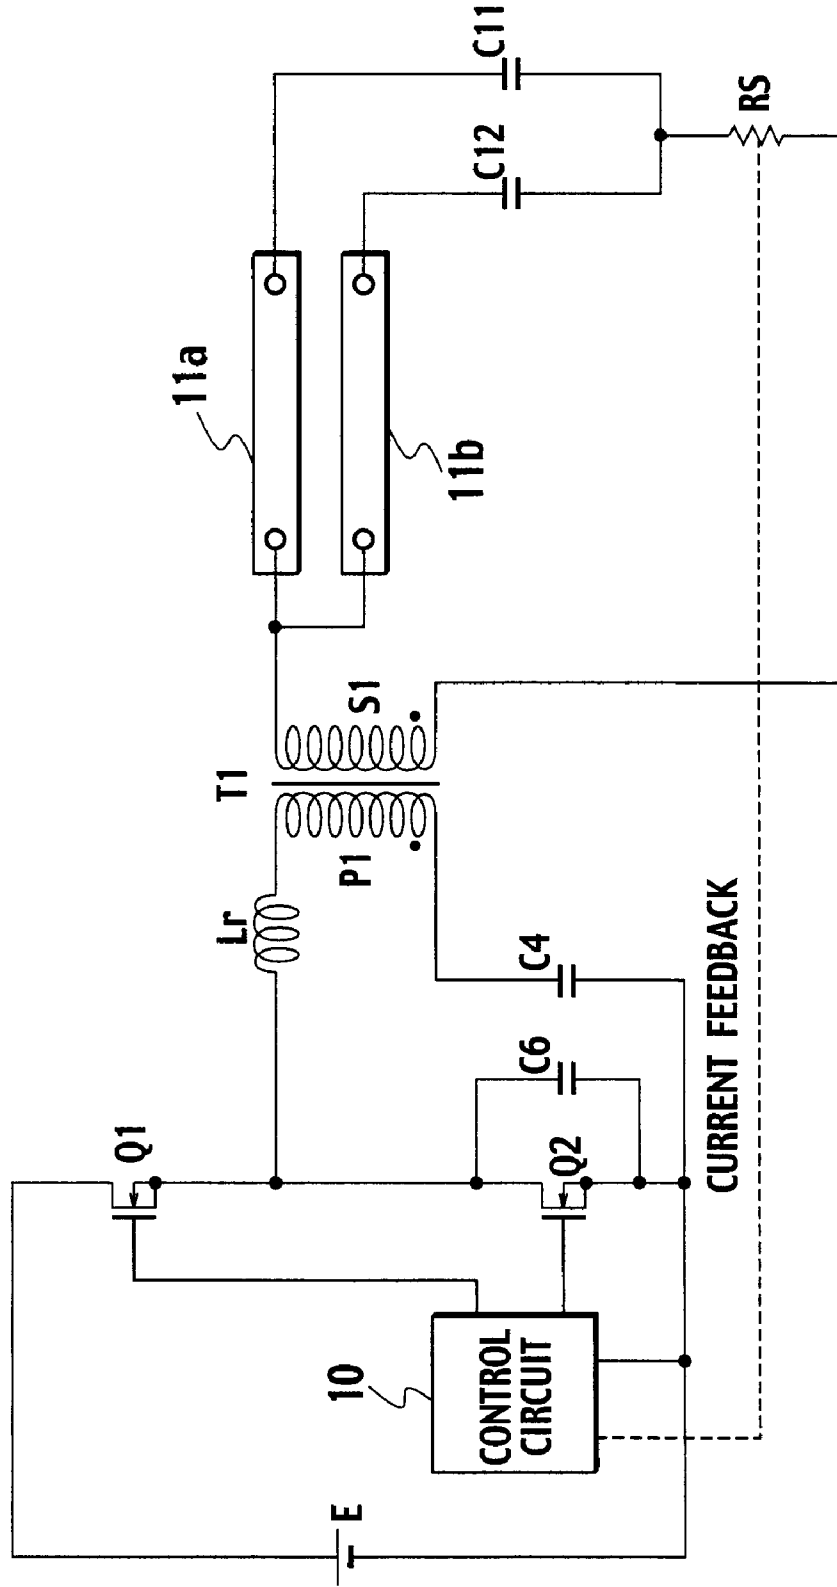 E
10
CONTROL
CIRCUIT
Q1
Q2
C6
C4
CURRENT FEEDBACK
Lr
T1
P1
S1
11a
11b
C12
C11
RS